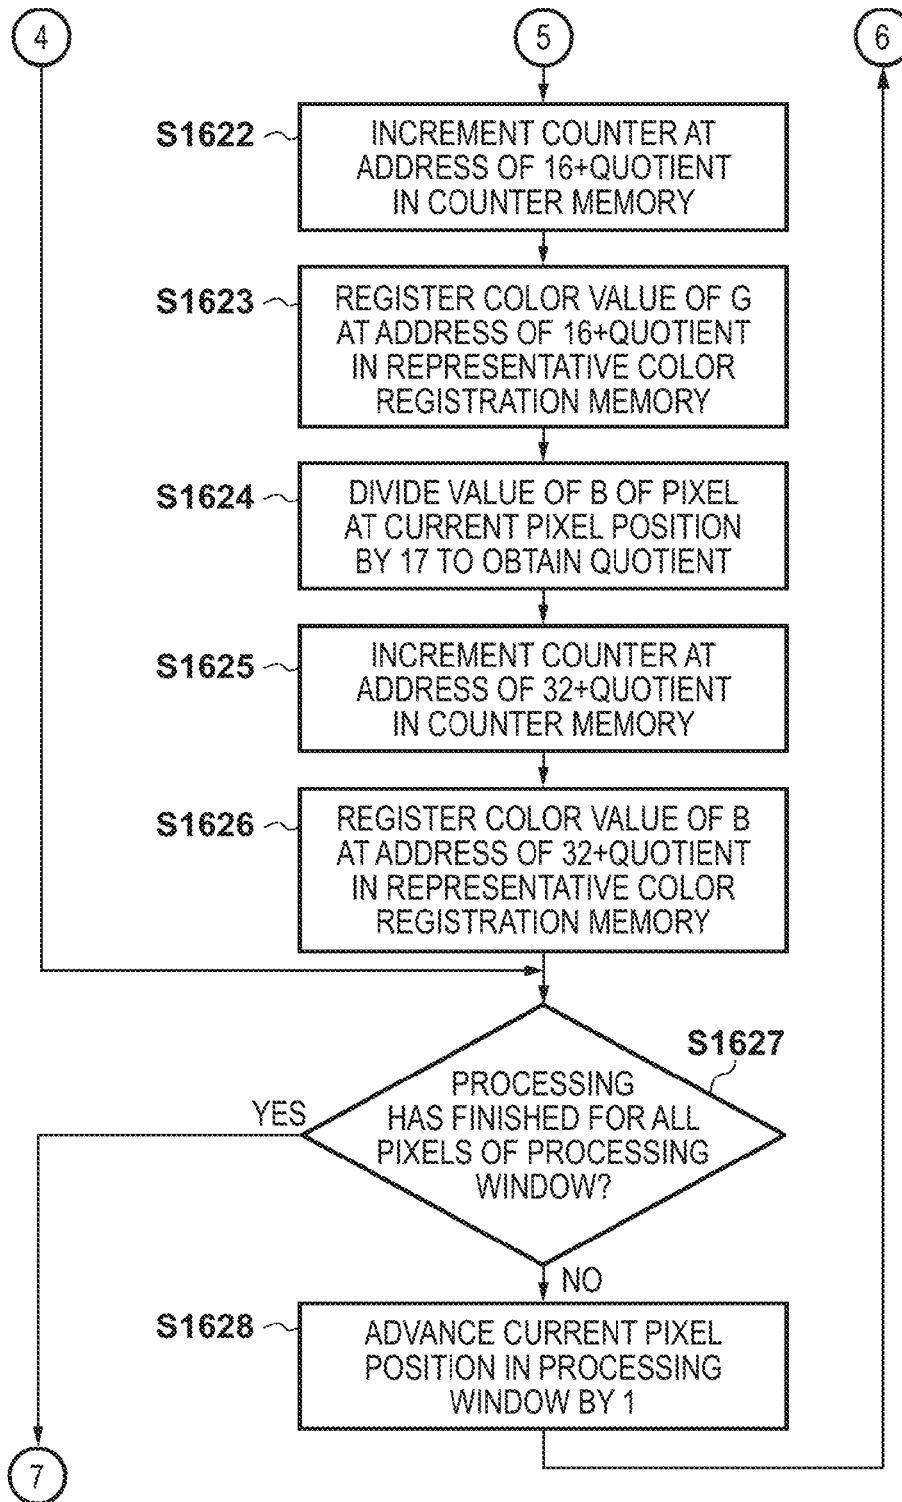 4
5
6
S1622
INCREMENT COUNTER AT
ADDRESS OF 16+QUOTIENT
IN COUNTER MEMORY
S1623
REGISTER COLOR VALUE OF G
AT ADDRESS OF 16+QUOTIENT
IN REPRESENTATIVE COLOR
REGISTRATION MEMORY
S1624
DIVIDE VALUE OF B OF PIXEL
AT CURRENT PIXEL POSITION
BY 17 TO OBTAIN QUOTIENT
S1625
INCREMENT COUNTER AT
ADDRESS OF 32+QUOTIENT
IN COUNTER MEMORY
S1626
REGISTER COLOR VALUE OF B
AT ADDRESS OF 32+QUOTIENT
IN REPRESENTATIVE COLOR
REGISTRATION MEMORY
S1627
PROCESSING
HAS FINISHED FOR ALL
PIXELS OF PROCESSING
WINDOW?
YES
NO
S1628
ADVANCE CURRENT PIXEL
POSITION IN PROCESSING
WINDOW BY 1
7